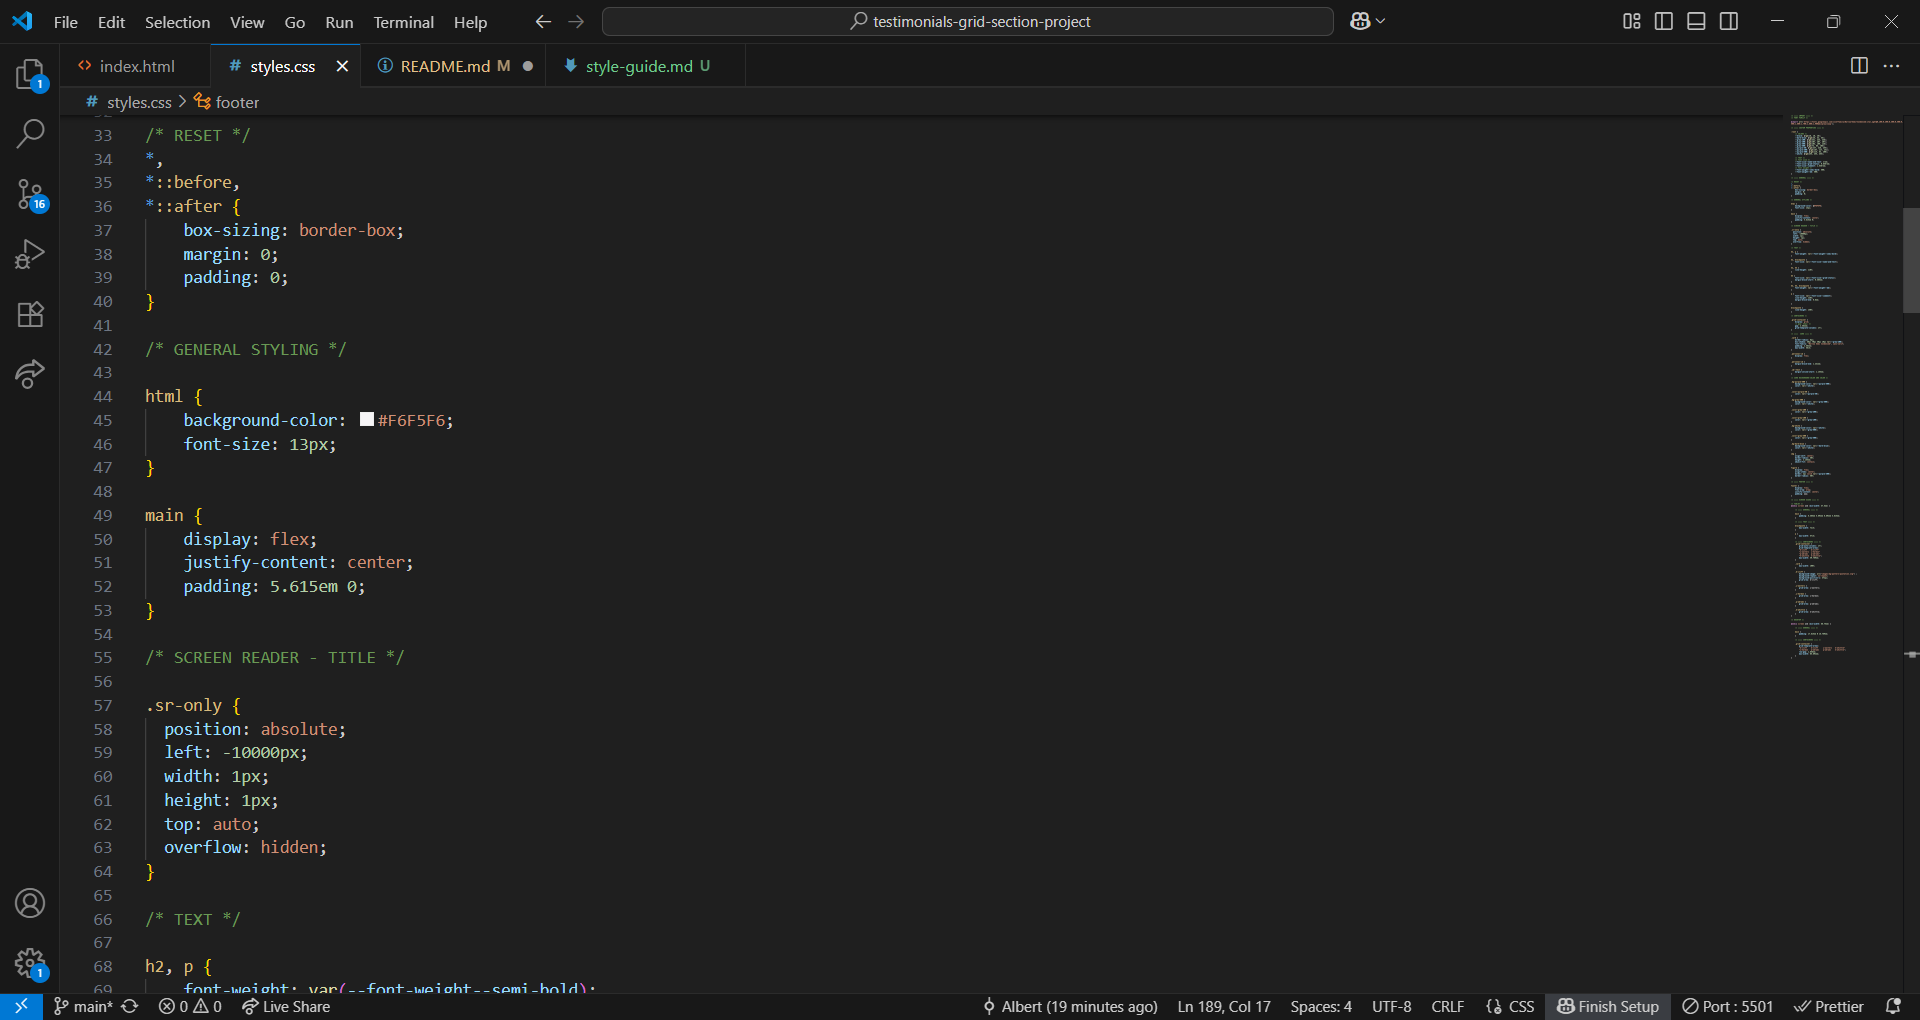 File Edit Selection View Go Run Terminal Help
testimonials-grid-section-project
index.html
# styles.css
README.md M
style-guide.md U
# styles.css > footer
1
16
33 /* RESET */
34 *,
35 *::before,
36 *::after {
37 box-sizing: border-box;
38 margin: 0;
39 padding: 0;
40 }
41
42 /* GENERAL STYLING */
43
44 html {
45 background-color: #F6F5F6;
46 font-size: 13px;
47 }
48
49 main {
50 display: flex;
51 justify-content: center;
52 padding: 5.615em 0;
53 }
54
55 /* SCREEN READER - TITLE */
56
57 .sr-only {
58 position: absolute;
59 left: -10000px;
60 width: 1px;
61 height: 1px;
62 top: auto;
63 overflow: hidden;
64 }
65
66 /* TEXT */
67
68 h2, p {
69 font-weight: var(--font-weight--semi-bold);
1
main* 0 0 Live Share Albert (19 minutes ago) Ln 189, Col 17 Spaces: 4 UTF-8 CRLF {} CSS Finish Setup Port : 5501 Prettier